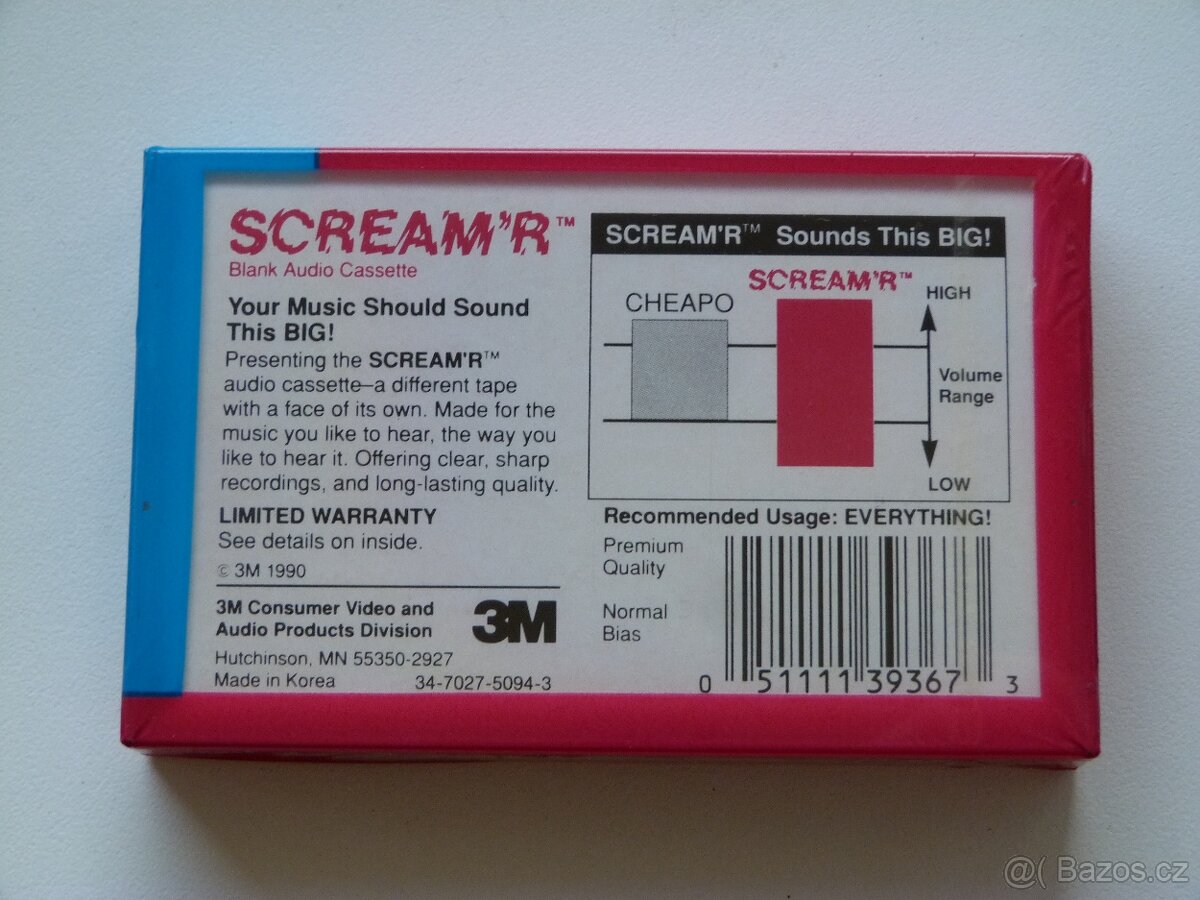 SCREAM'R™
Blank Audio Cassette
Your Music Should Sound
This BIG!
Presenting the SCREAM'R™
audio cassette–a different tape
with a face of its own. Made for the
music you like to hear, the way you
like to hear it. Offering clear, sharp
recordings, and long-lasting quality.
LIMITED WARRANTY
See details on inside.
© 3M 1990
3M Consumer Video and
Audio Products Division
3M
Hutchinson, MN 55350-2927
Made in Korea 34-7027-5094-3
SCREAM'R™ Sounds This BIG!
SCREAM'R™
CHEAPO
HIGH
Volume
Range
LOW
Recommended Usage: EVERYTHING!
Premium
Quality
Normal
Bias
0 51111 39367 3
@( Bazos.cz